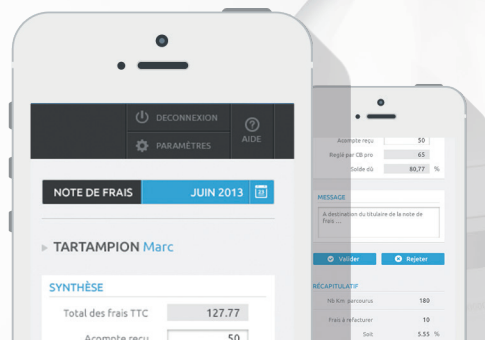 DECONNEXION
PARAMÈTRES
AIDE
NOTE DE FRAIS JUIN 2013
TARTAMPION Marc
SYNTHÈSE
Total des frais TTC 127.77
Acompte reçu 50
Acompte reçu 50
Reglé par CB pro 65
Solde dû 80,77 %
MESSAGE
A destination du titulaire de la note de
frais ...
Valider Rejeter
RÉCAPITULATIF
Nb Km parcourus 180
Frais à refacturer 10
Soit 5.55 %